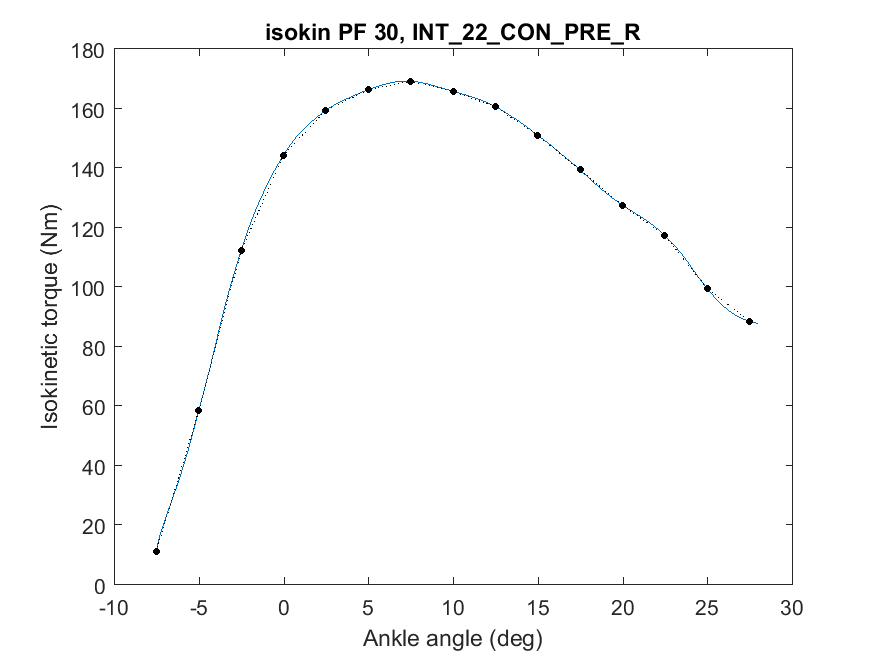 isokin PF 30, INT_22_CON_PRE_R
180
160
140
120
100
80
60
40
20
0
Isokinetic torque (Nm)
-10 -5 0 5 10 15 20 25 30
Ankle angle (deg)